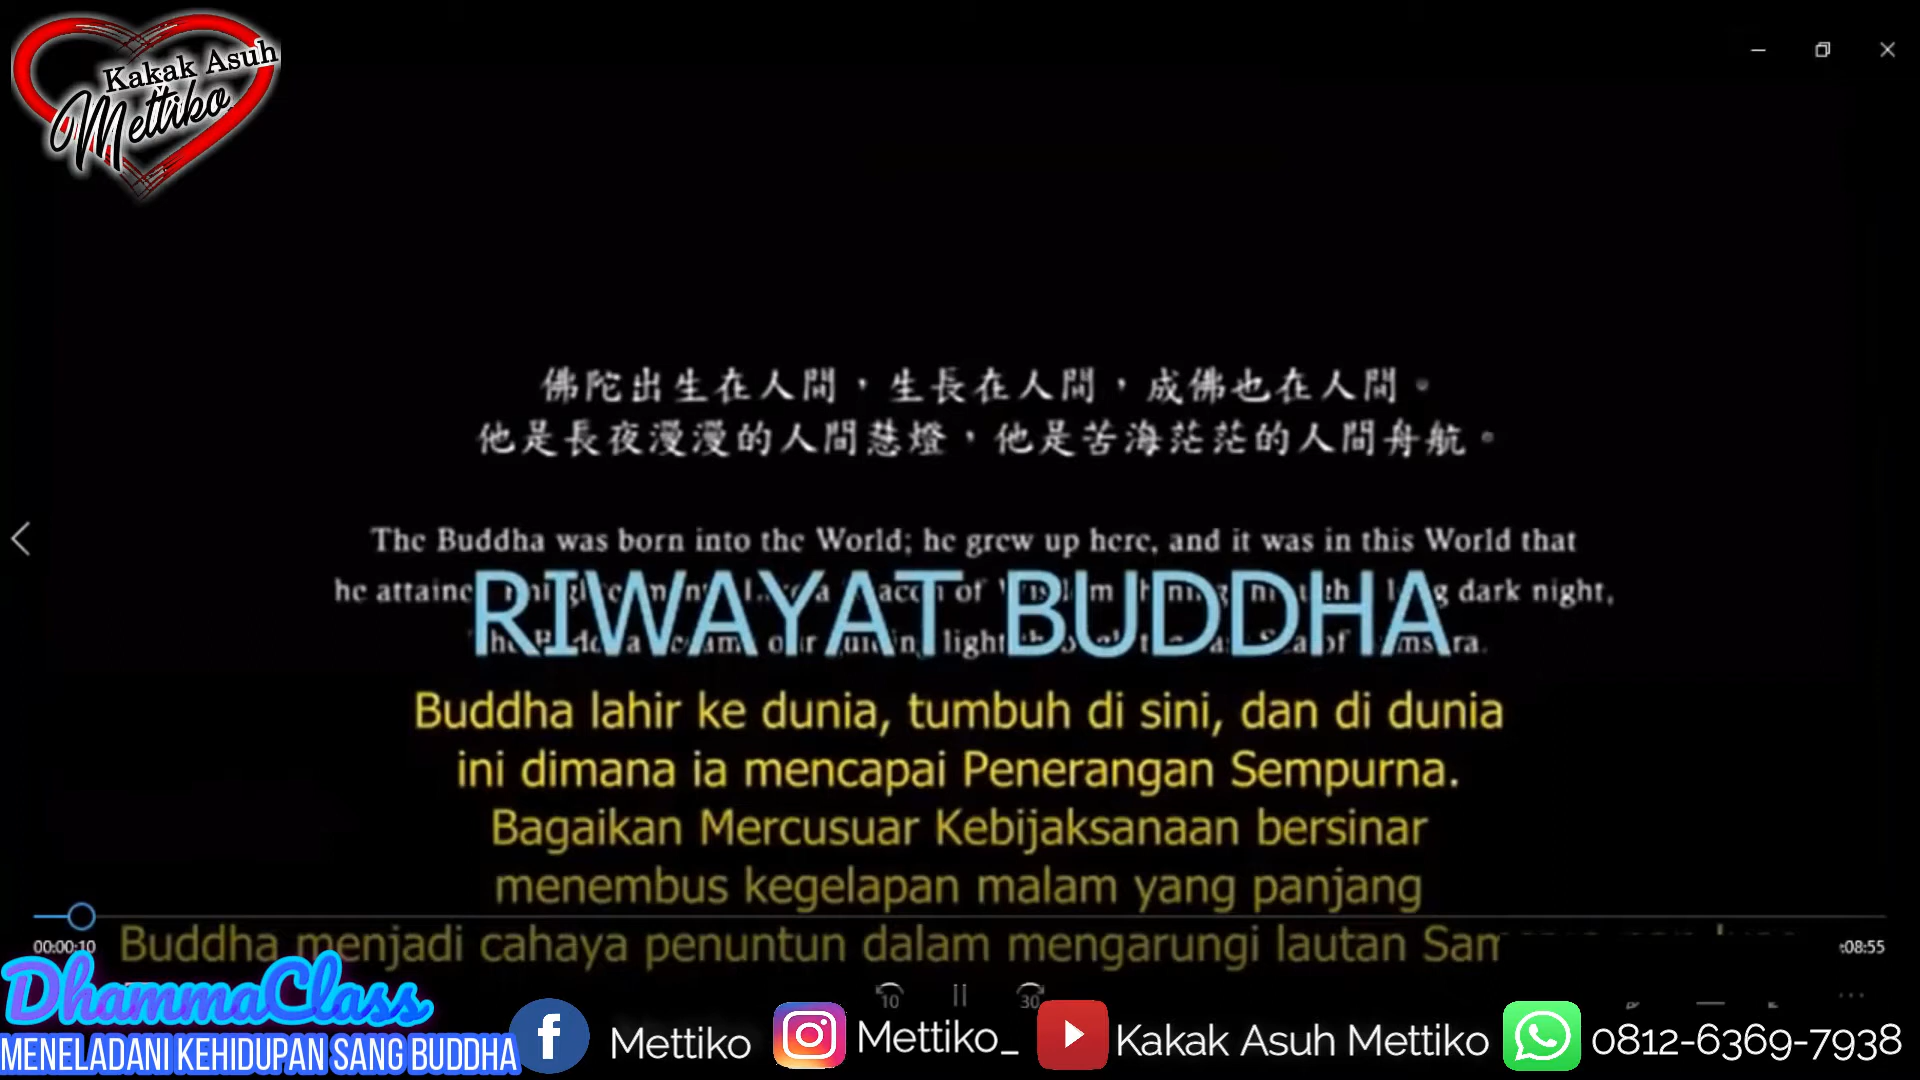 Kakak Asuh
Mettiko
佛陀出生在人間，生長在人間，成佛也在人間。
他是長夜漫漫的人間慧燈，他是苦海茫茫的人間舟航。
The Buddha was born into the World; he grew up here, and it was in this World that
he of dark night,
light
RIWAYAT BUDDHA
Buddha lahir ke dunia, tumbuh di sini, dan di dunia
ini dimana ia mencapai Penerangan Sempurna.
Bagaikan Mercusuar Kebijaksanaan bersinar
menembus kegelapan malam yang panjang
Buddha menjadi cahaya penuntun dalam mengarungi lautan
00:00:10
:08:55
10
30
DhammaClass
MENELADANI KEHIDUPAN SANG BUDDHA
Mettiko
Mettiko_
Kakak Asuh Mettiko
0812-6369-7938